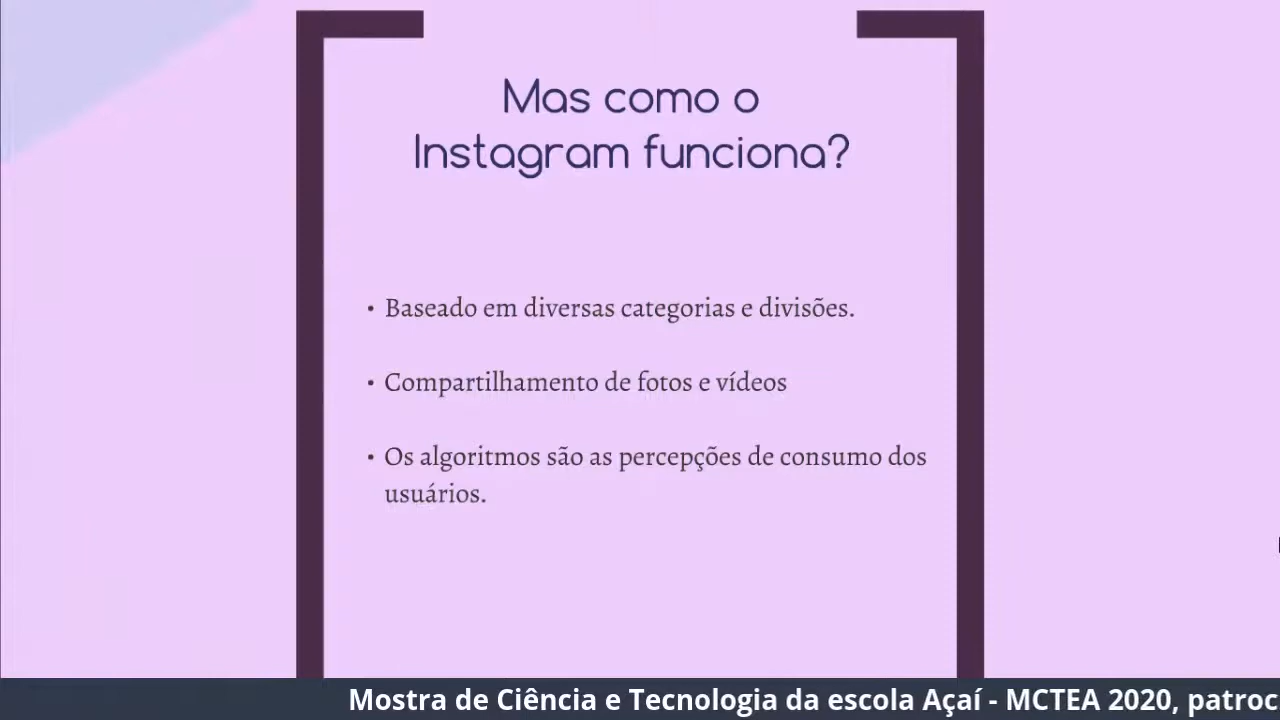 Mas como o
Instagram funciona?
• Baseado em diversas categorias e divisões.
• Compartilhamento de fotos e vídeos
• Os algoritmos são as percepções de consumo dos
usuários.
Mostra de Ciência e Tecnologia da escola Açaí - MCTEA 2020, patroc